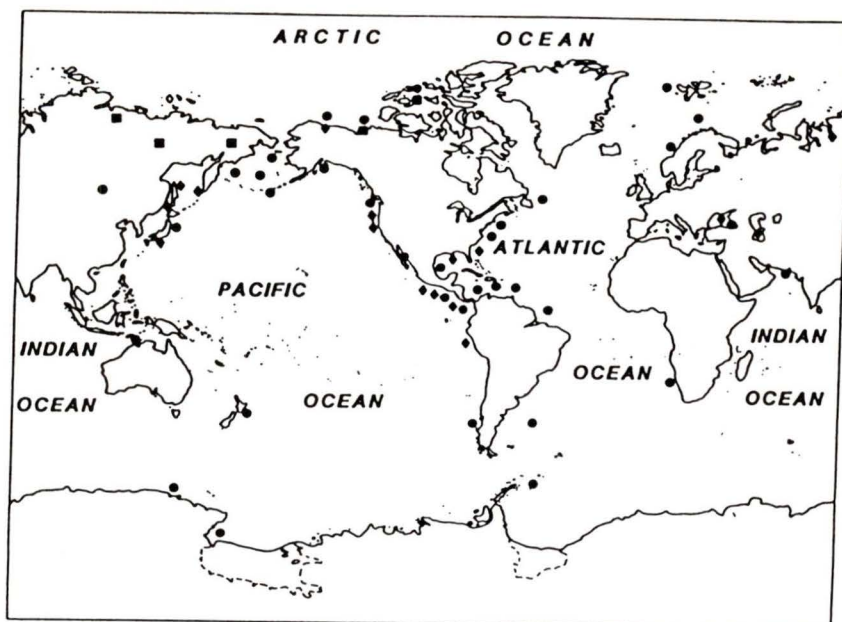 ARCTIC OCEAN
ATLANTIC
PACIFIC
INDIAN INDIAN
OCEAN
OCEAN OCEAN OCEAN